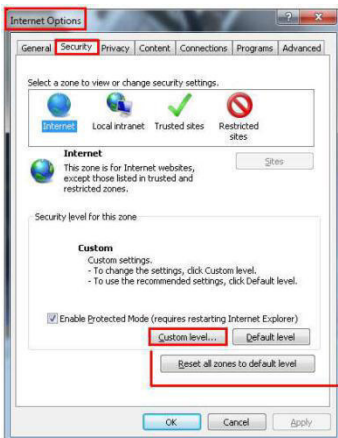 Internet Options
General Security Privacy Content Connections Programs Advanced
Select a zone to view or change security settings.
Internet Local intranet Trusted sites Restricted sites
Internet
This zone is for Internet websites,
except those listed in trusted and
restricted zones.
Sites
Security level for this zone
Custom
Custom settings.
- To change the settings, click Custom level.
- To use the recommended settings, click Default level.
Enable Protected Mode (requires restarting Internet Explorer)
Custom level... Default level
Reset all zones to default level
OK Cancel Apply